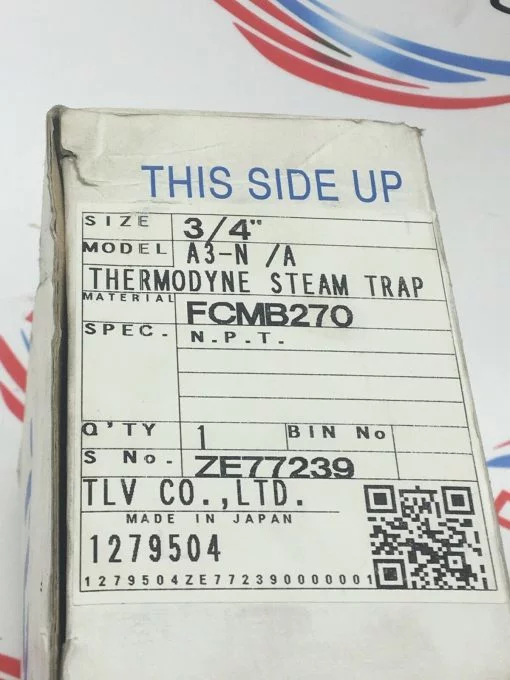 THIS SIDE UP
SIZE 3/4"
MODEL A3-N /A
THERMODYNE STEAM TRAP
MATERIAL FCMB270
SPEC. N.P.T.
Q'TY 1 BIN No
S No. ZE77239
TLV CO.,LTD.
MADE IN JAPAN
1279504
1279504ZE772390000001